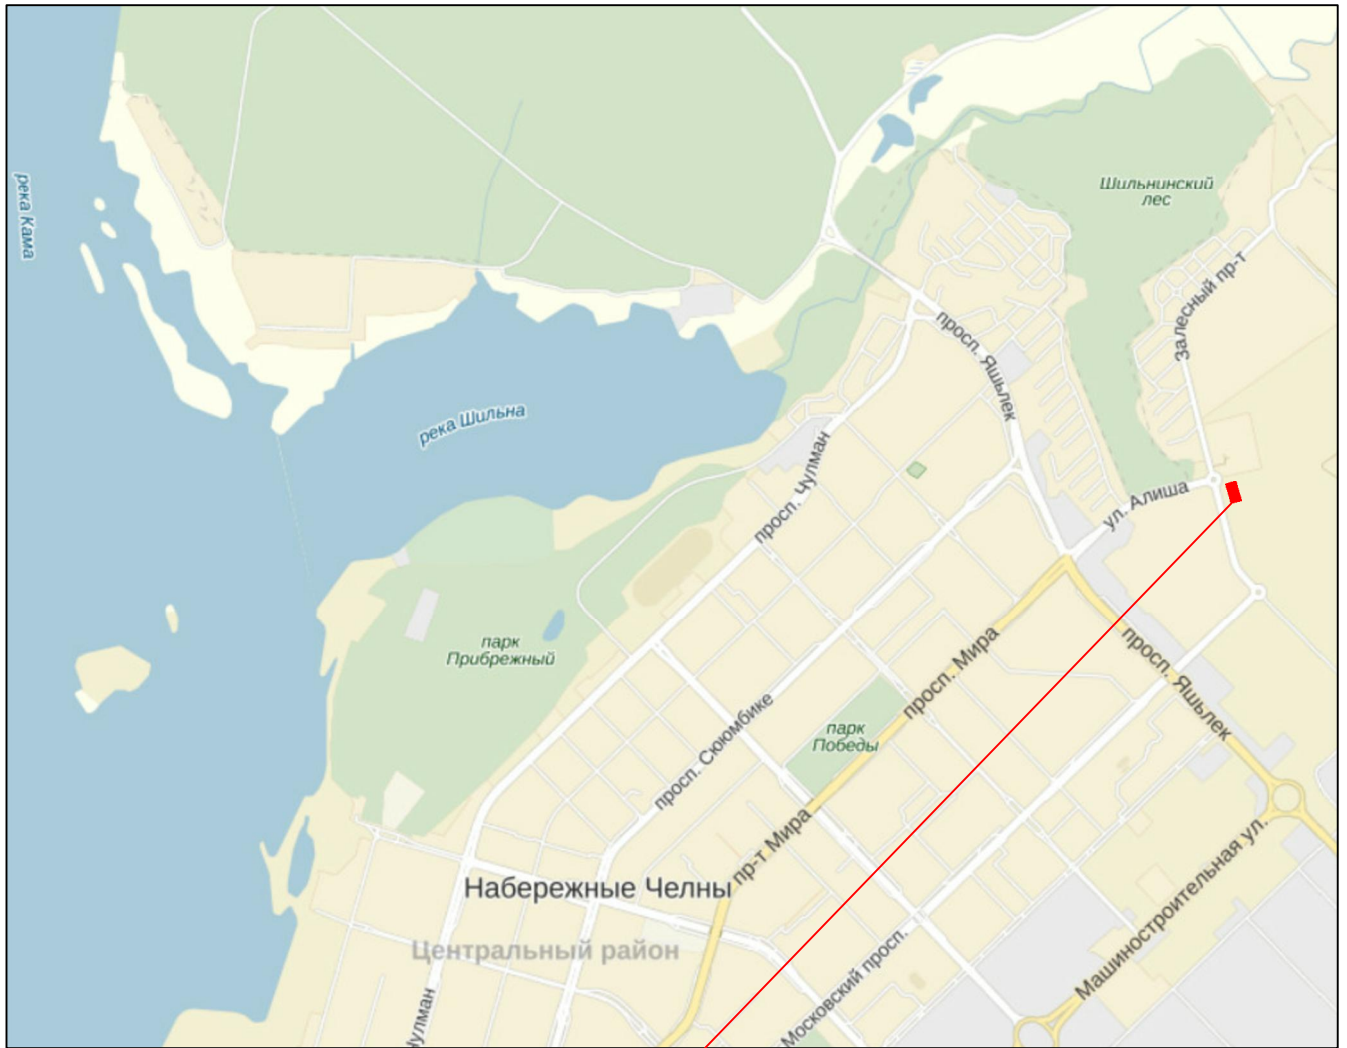 река Кама
Шильнинский
лес
Залесный пр-т
просп. Яшьлек
река Шильна
просп. Чулман
ул. Алиша
парк
Прибрежный
просп. Мира
просп. Яшьлек
просп. Сююмбике
парк
Победы
пр-т Мира
Машиностроительная ул.
Набережные Челны
Центральный район
Московский просп.
Чулман